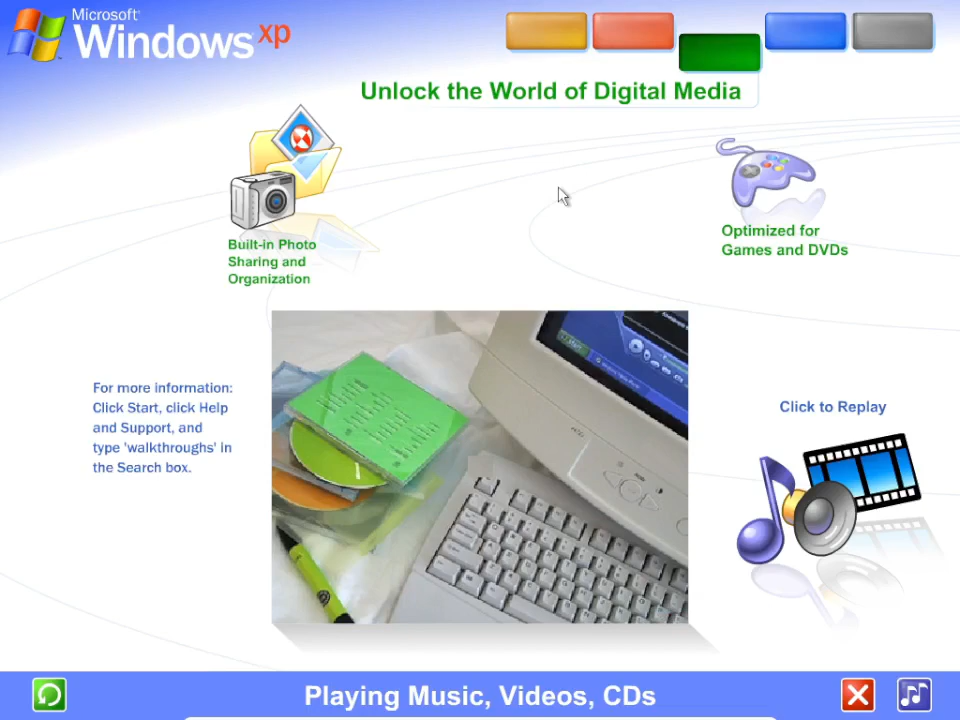 Microsoft®
Windows xp
Unlock the World of Digital Media
Built-in Photo
Sharing and
Organization
Optimized for
Games and DVDs
For more information:
Click Start, click Help
and Support, and
type 'walkthroughs' in
the Search box.
Click to Replay
start
Playing Music, Videos, CDs